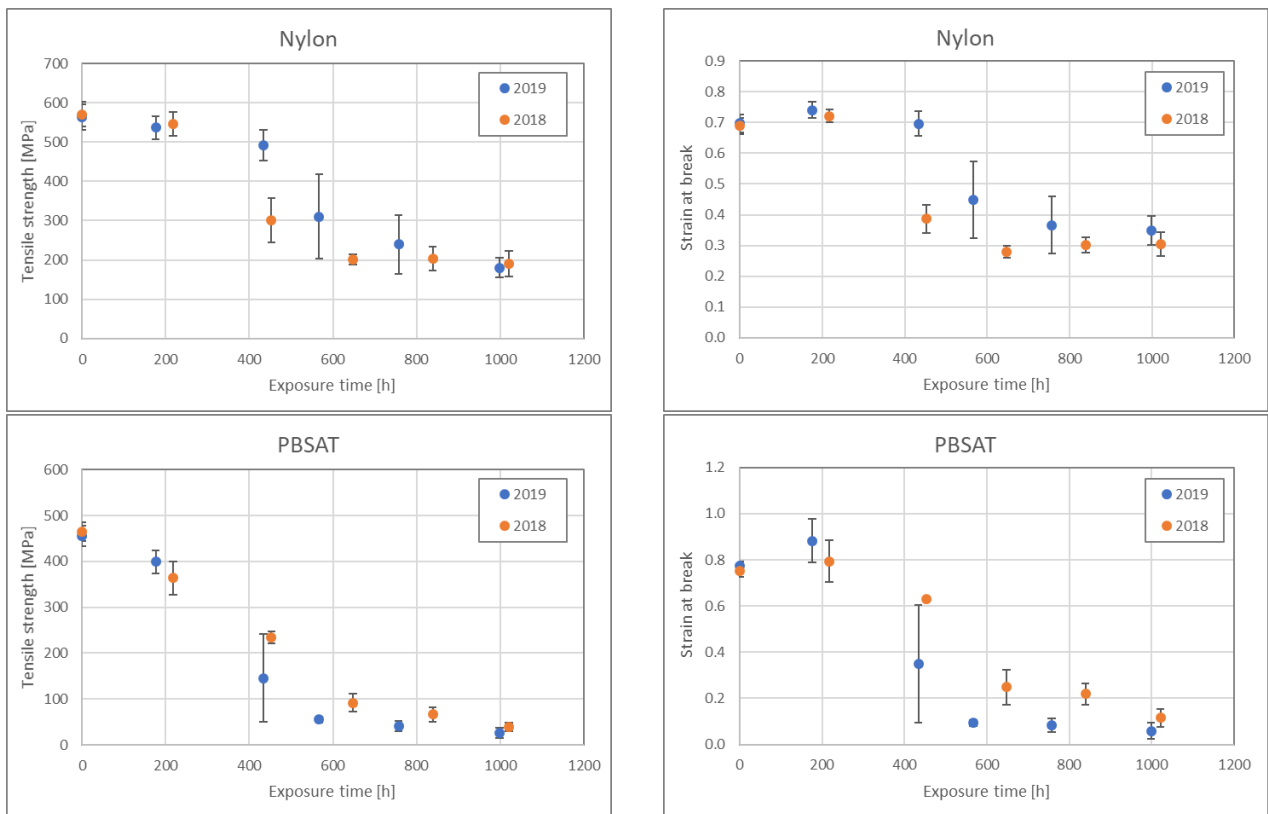 Nylon
Tensile strength [MPa]
700
600
500
400
300
200
100
0
0 200 400 600 800 1000 1200
Exposure time [h]
2019
2018
Nylon
Strain at break
0.9
0.8
0.7
0.6
0.5
0.4
0.3
0.2
0.1
0.0
0 200 400 600 800 1000 1200
Exposure time [h]
2019
2018
PBSAT
Tensile strength [MPa]
600
500
400
300
200
100
0
0 200 400 600 800 1000 1200
Exposure time [h]
2019
2018
PBSAT
Strain at break
1.2
1.0
0.8
0.6
0.4
0.2
0.0
0 200 400 600 800 1000 1200
Exposure time [h]
2019
2018